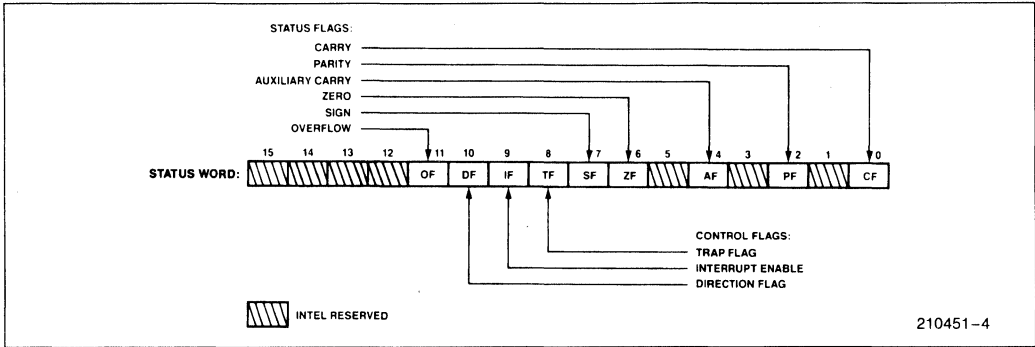 STATUS FLAGS:
CARRY
PARITY
AUXILIARY CARRY
ZERO
SIGN
OVERFLOW
15 14 13 12 11 10 9 8 7 6 5 4 3 2 1 0
STATUS WORD: OF DF IF TF SF ZF AF PF CF
CONTROL FLAGS:
TRAP FLAG
INTERRUPT ENABLE
DIRECTION FLAG
INTEL RESERVED
210451–4